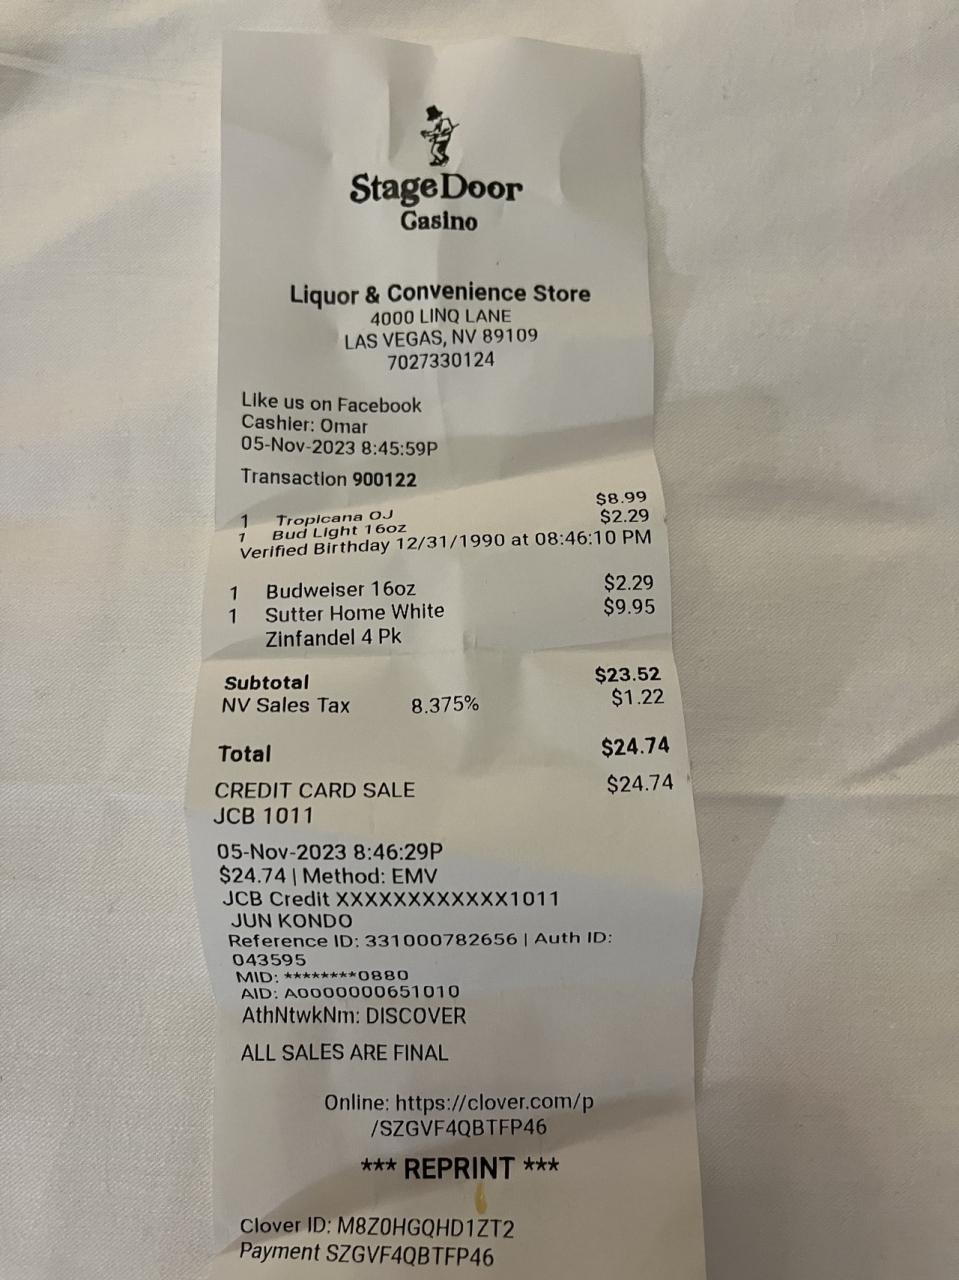 StageDoor
Casino
Liquor & Convenience Store
4000 LINQ LANE
LAS VEGAS, NV 89109
7027330124
Like us on Facebook
Cashier: Omar
05-Nov-2023 8:45:59P
Transaction 900122
1 Tropicana OJ $8.99
1 Bud Light 16oz $2.29
Verified Birthday 12/31/1990 at 08:46:10 PM
1 Budweiser 16oz $2.29
1 Sutter Home White $9.95
Zinfandel 4 Pk
Subtotal $23.52
NV Sales Tax 8.375% $1.22
Total $24.74
CREDIT CARD SALE $24.74
JCB 1011
05-Nov-2023 8:46:29P
$24.74 | Method: EMV
JCB Credit XXXXXXXXXXXX1011
JUN KONDO
Reference ID: 331000782656 | Auth ID:
043595
MID: ********0880
AID: A0000000651010
AthNtwkNm: DISCOVER
ALL SALES ARE FINAL
Online: https://clover.com/p
/SZGVF4QBTFP46
*** REPRINT ***
Clover ID: M8Z0HGQHD1ZT2
Payment SZGVF4QBTFP46